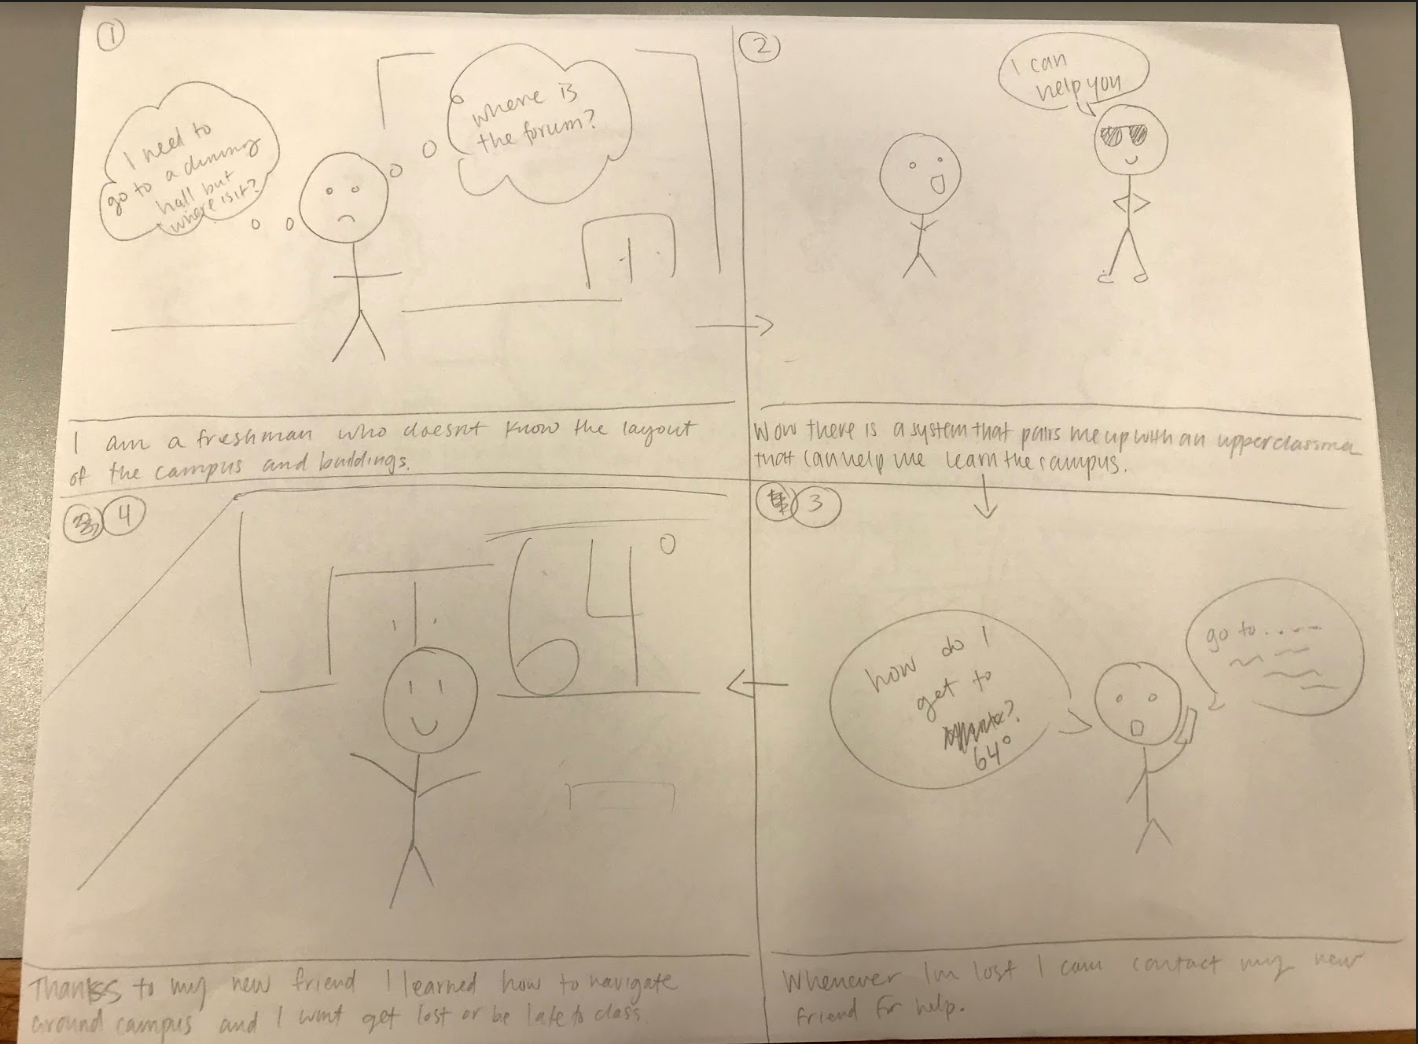 1
I need to
go to a dinning
hall but
where is it?
where is
the forum?
I am a freshman who doesnt know the layout
of the campus and buildings.
2
I can
help you
Wow there is a system that pairs me up with an upperclassma
that can help me learn the campus.
3
how do I
get to
64°
go to....
Whenever Im lost I can contact my new
friend for help.
4
64°
Thanks to my new friend I learned how to navigate
around campus and I wont get lost or be late to class.